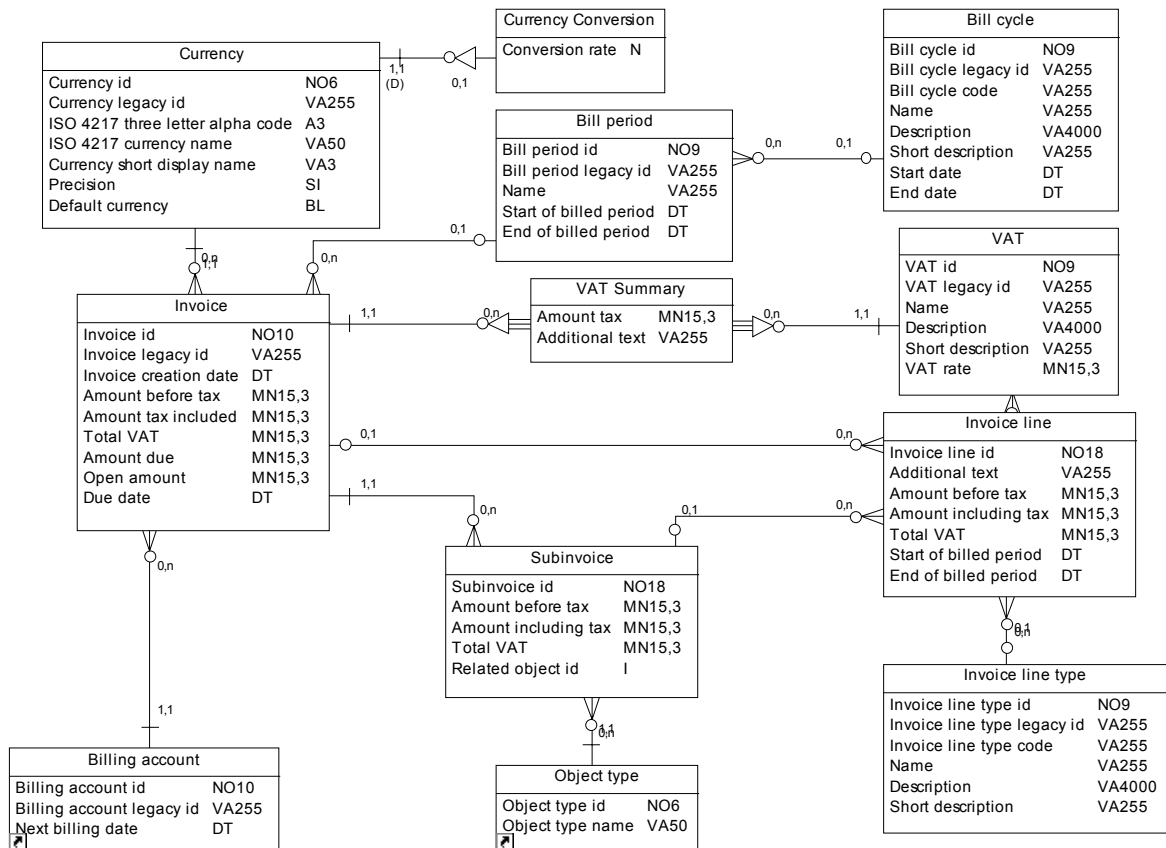 Currency Conversion
Conversion rate N
Bill cycle
Bill cycle id NO9
Bill cycle legacy id VA255
Bill cycle code VA255
Name VA255
Description VA4000
Short description VA255
Start date DT
End date DT
Currency
Currency id NO6
Currency legacy id VA255
ISO 4217 three letter alpha code A3
ISO 4217 currency name VA50
Currency short display name VA3
Precision SI
Default currency BL
1,1
(D)
0,1
Bill period
Bill period id NO9
Bill period legacy id VA255
Name VA255
Start of billed period DT
End of billed period DT
0,n
0,1
0,1
0,n
0,n
1,1
VAT
VAT id NO9
VAT legacy id VA255
Name VA255
Description VA4000
Short description VA255
VAT rate MN15,3
VAT Summary
Amount tax MN15,3
Additional text VA255
1,1
0,n
0,n
1,1
Invoice
Invoice id NO10
Invoice legacy id VA255
Invoice creation date DT
Amount before tax MN15,3
Amount tax included MN15,3
Total VAT MN15,3
Amount due MN15,3
Open amount MN15,3
Due date DT
0,1
0,n
1,1
0,n
0,1
0,n
Invoice line
Invoice line id NO18
Additional text VA255
Amount before tax MN15,3
Amount including tax MN15,3
Total VAT MN15,3
Start of billed period DT
End of billed period DT
Subinvoice
Subinvoice id NO18
Amount before tax MN15,3
Amount including tax MN15,3
Total VAT MN15,3
Related object id I
0,n
1,1
0,1
0,n
Invoice line type
Invoice line type id NO9
Invoice line type legacy id VA255
Invoice line type code VA255
Name VA255
Description VA4000
Short description VA255
1,1
0,n
Billing account
Billing account id NO10
Billing account legacy id VA255
Next billing date DT
Object type
Object type id NO6
Object type name VA50